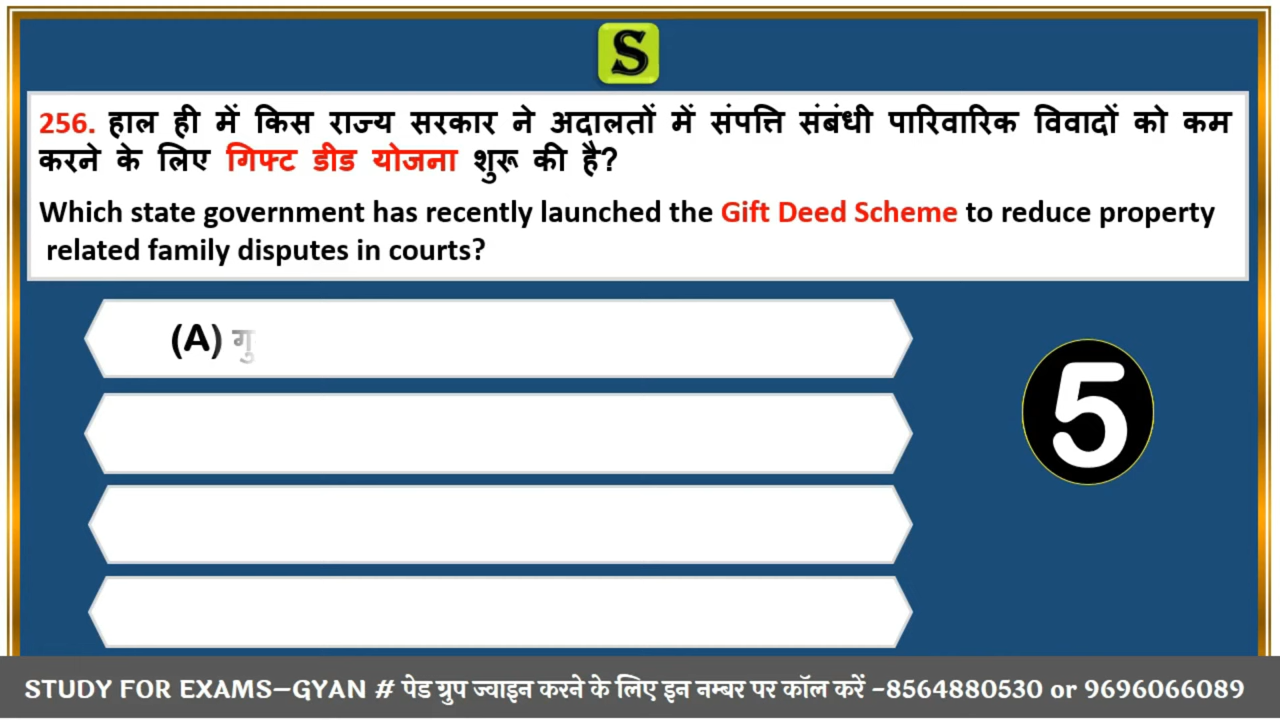 S
256. हाल ही में किस राज्य सरकार ने अदालतों में संपत्ति संबंधी पारिवारिक विवादों को कम
करने के लिए गिफ्ट डीड योजना शुरू की है?
Which state government has recently launched the Gift Deed Scheme to reduce property
related family disputes in courts?
(A) गु
5
STUDY FOR EXAMS–GYAN # पेड ग्रुप ज्वाइन करने के लिए इन नम्बर पर कॉल करें –8564880530 or 9696066089